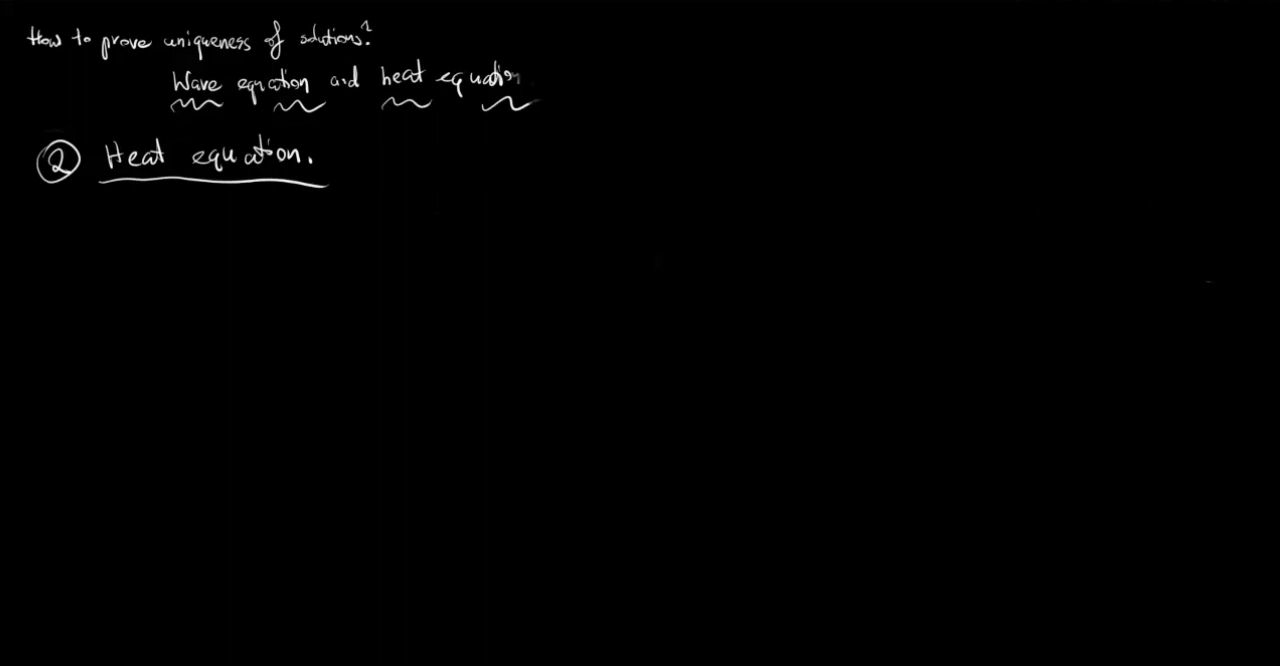 How to prove uniqueness of solutions?
Wave equation and heat equation
② Heat equation.